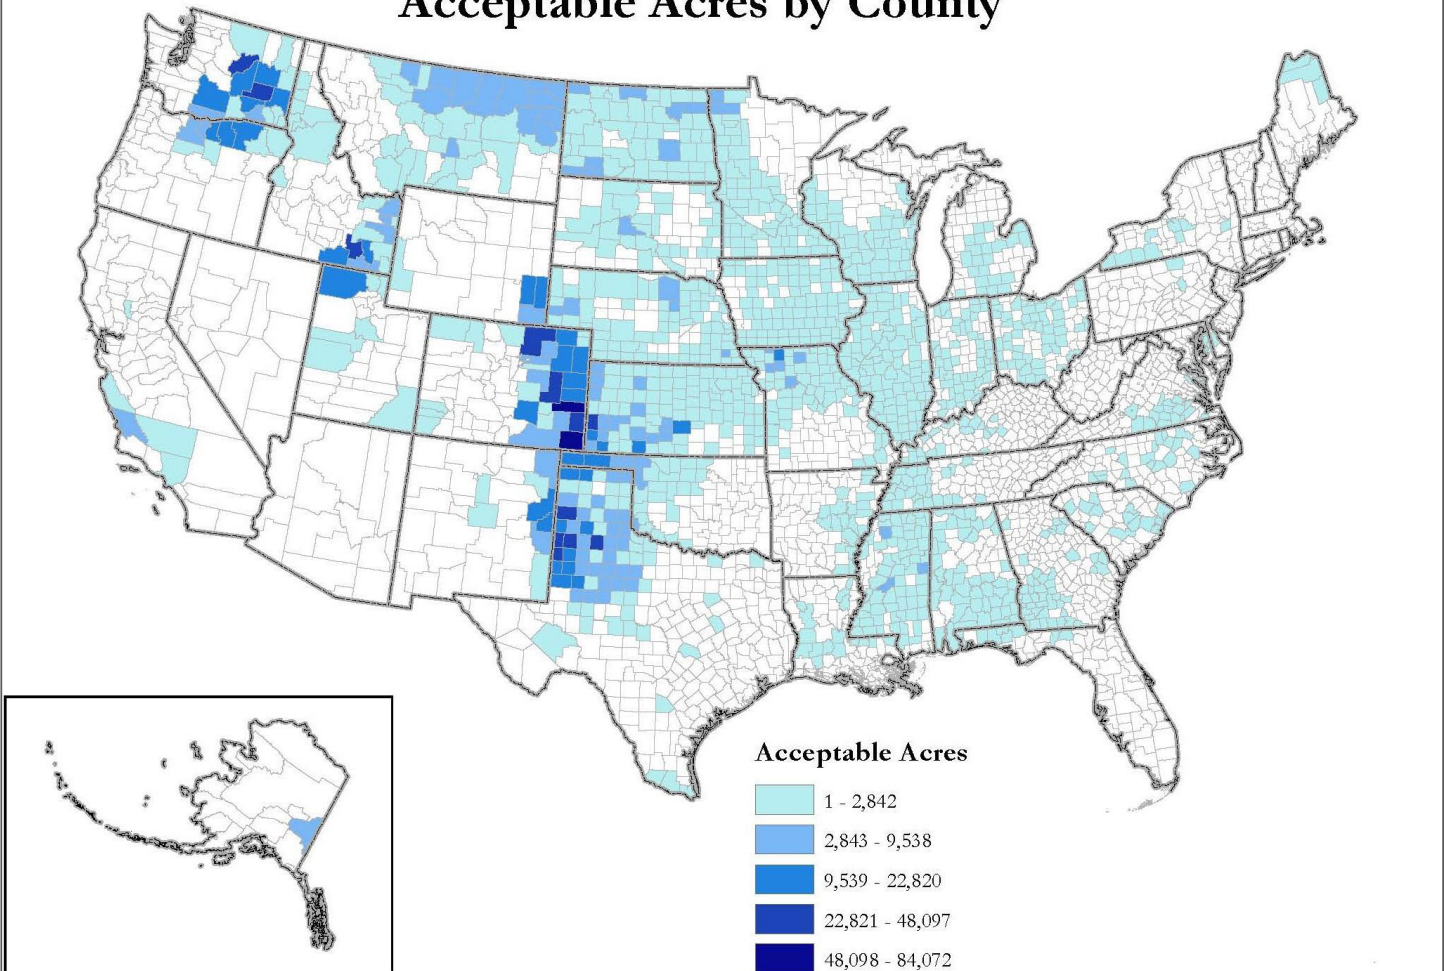 Acceptable Acres by County
Acceptable Acres
1 - 2,842
2,843 - 9,538
9,539 - 22,820
22,821 - 48,097
48,098 - 84,072